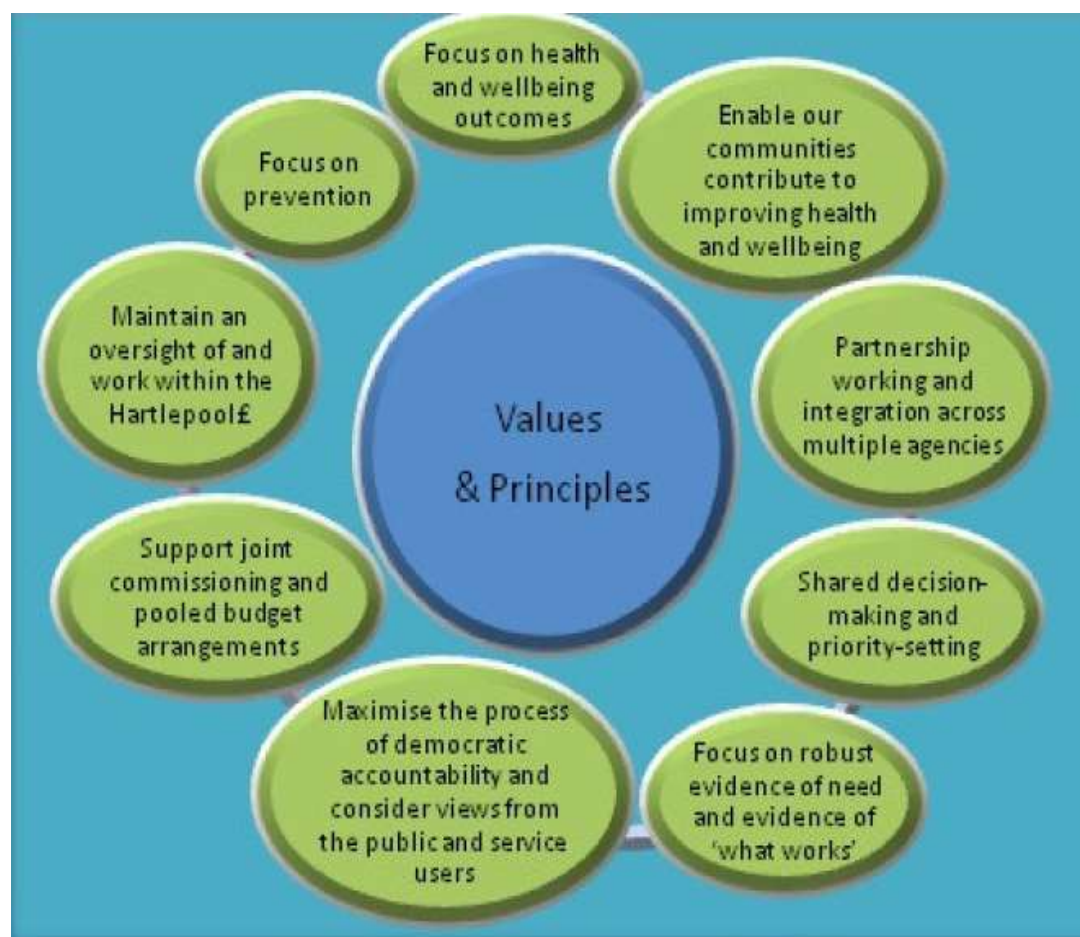 Focus on health
and wellbeing
outcomes
Enable our
communities
contribute to
improving health
and wellbeing
Partnership
working and
integration across
multiple agencies
Shared decision-
making and
priority-setting
Focus on robust
evidence of need
and evidence of
‘what works’
Maximise the process
of democratic
accountability and
consider views from
the public and service
users
Support joint
commissioning and
pooled budget
arrangements
Maintain an
oversight of and
work within the
Hartlepool£
Focus on
prevention
Values
& Principles